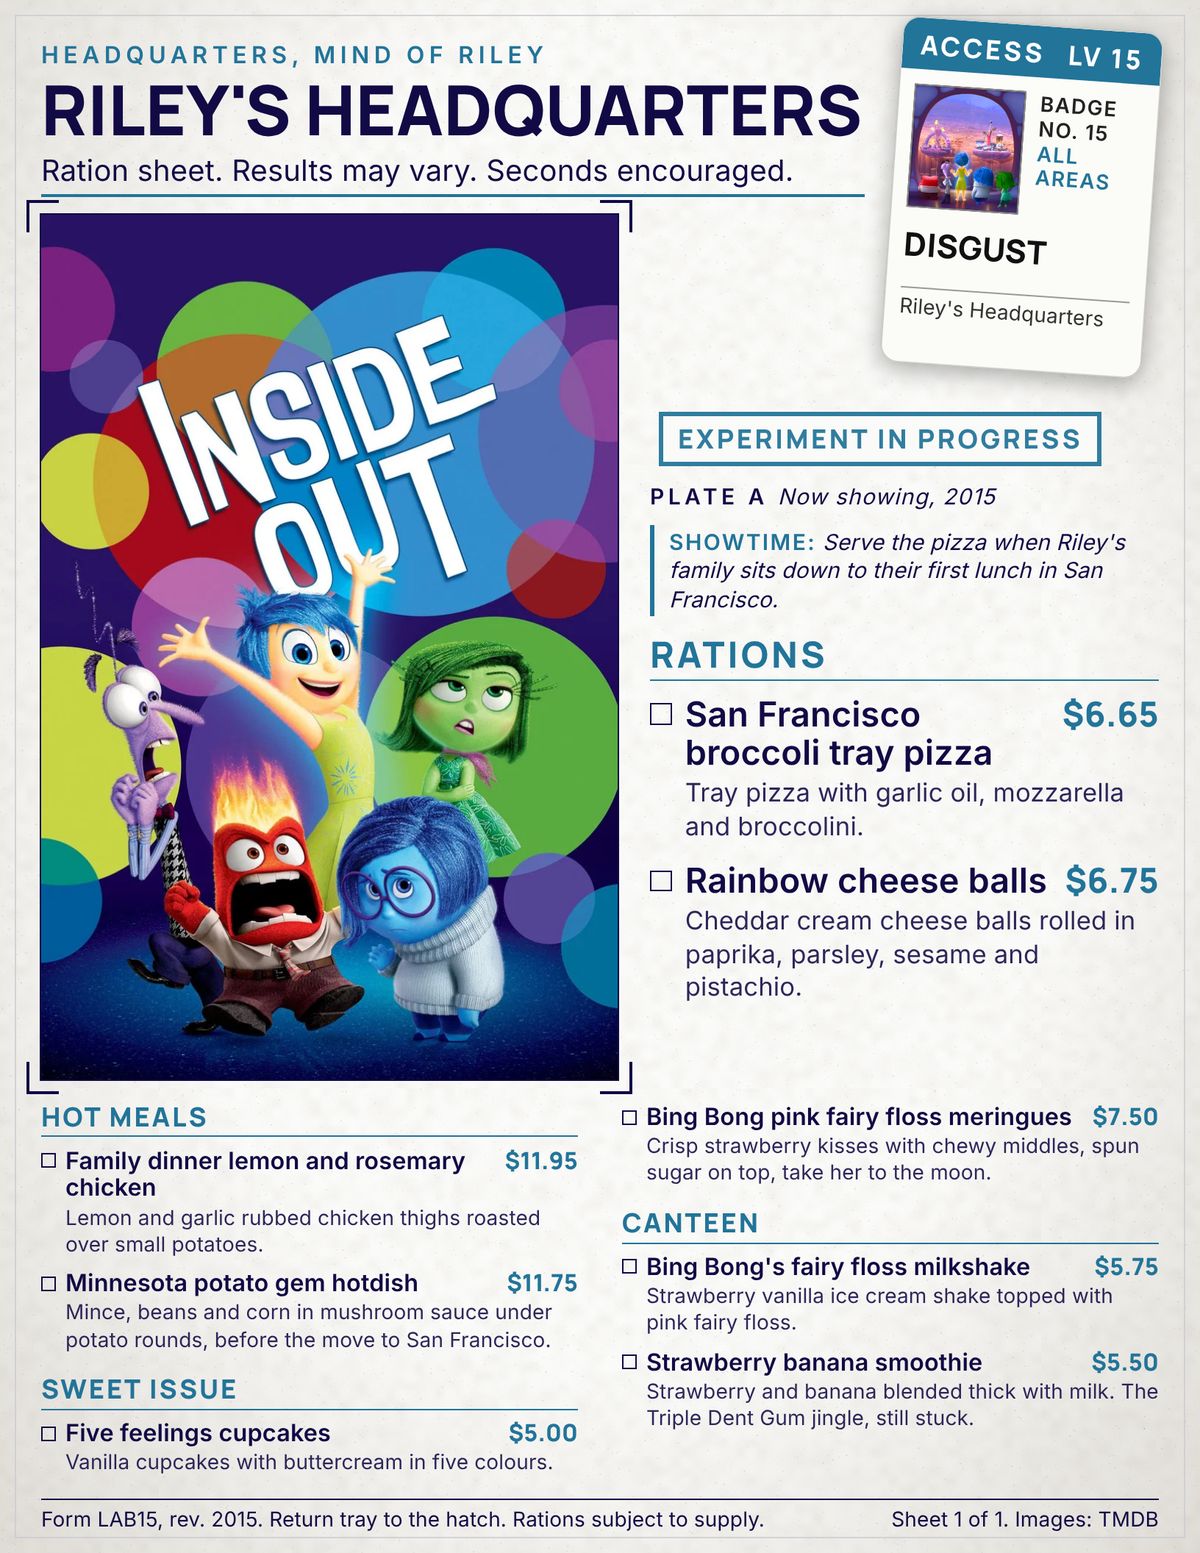 HEADQUARTERS, MIND OF RILEY
RILEY'S HEADQUARTERS
Ration sheet. Results may vary. Seconds encouraged.
ACCESS LV 15
BADGE
NO. 15
ALL
AREAS
DISGUST
Riley's Headquarters
INSIDE
OUT
EXPERIMENT IN PROGRESS
PLATE A Now showing, 2015
SHOWTIME: Serve the pizza when Riley's
family sits down to their first lunch in San
Francisco.
RATIONS
San Francisco $6.65
broccoli tray pizza
Tray pizza with garlic oil, mozzarella
and broccolini.
Rainbow cheese balls $6.75
Cheddar cream cheese balls rolled in
paprika, parsley, sesame and
pistachio.
HOT MEALS
Family dinner lemon and rosemary $11.95
chicken
Lemon and garlic rubbed chicken thighs roasted
over small potatoes.
Minnesota potato gem hotdish $11.75
Mince, beans and corn in mushroom sauce under
potato rounds, before the move to San Francisco.
SWEET ISSUE
Five feelings cupcakes $5.00
Vanilla cupcakes with buttercream in five colours.
Bing Bong pink fairy floss meringues $7.50
Crisp strawberry kisses with chewy middles, spun
sugar on top, take her to the moon.
CANTEEN
Bing Bong's fairy floss milkshake $5.75
Strawberry vanilla ice cream shake topped with
pink fairy floss.
Strawberry banana smoothie $5.50
Strawberry and banana blended thick with milk. The
Triple Dent Gum jingle, still stuck.
Form LAB15, rev. 2015. Return tray to the hatch. Rations subject to supply.
Sheet 1 of 1. Images: TMDB